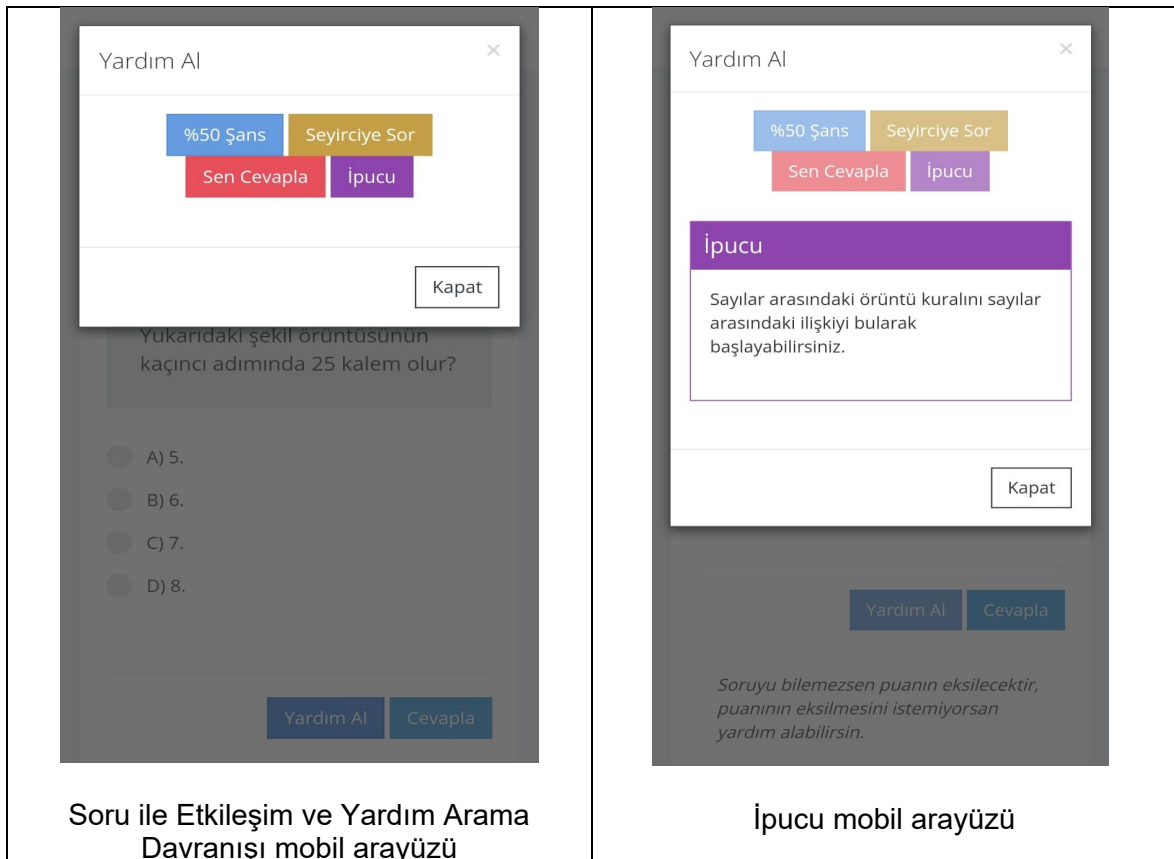 Yardım Al
×
%50 Şans
Seyirciye Sor
Sen Cevapla
İpucu
Kapat
Yukarıdaki şekil örüntüsünün
kaçıncı adımında 25 kalem olur?
A) 5.
B) 6.
C) 7.
D) 8.
Yardım Al
Cevapla
Soru ile Etkileşim ve Yardım Arama
Davranışı mobil arayüzü
Yardım Al
×
%50 Şans
Seyirciye Sor
Sen Cevapla
İpucu
İpucu
Sayılar arasındaki örüntü kuralını sayılar
arasındaki ilişkiyi bularak
başlayabilirsiniz.
Kapat
Yardım Al
Cevapla
Soruyu bilemezsen puanın eksilecektir,
puanının eksilmesini istemiyorsan
yardım alabilirsin.
İpucu mobil arayüzü